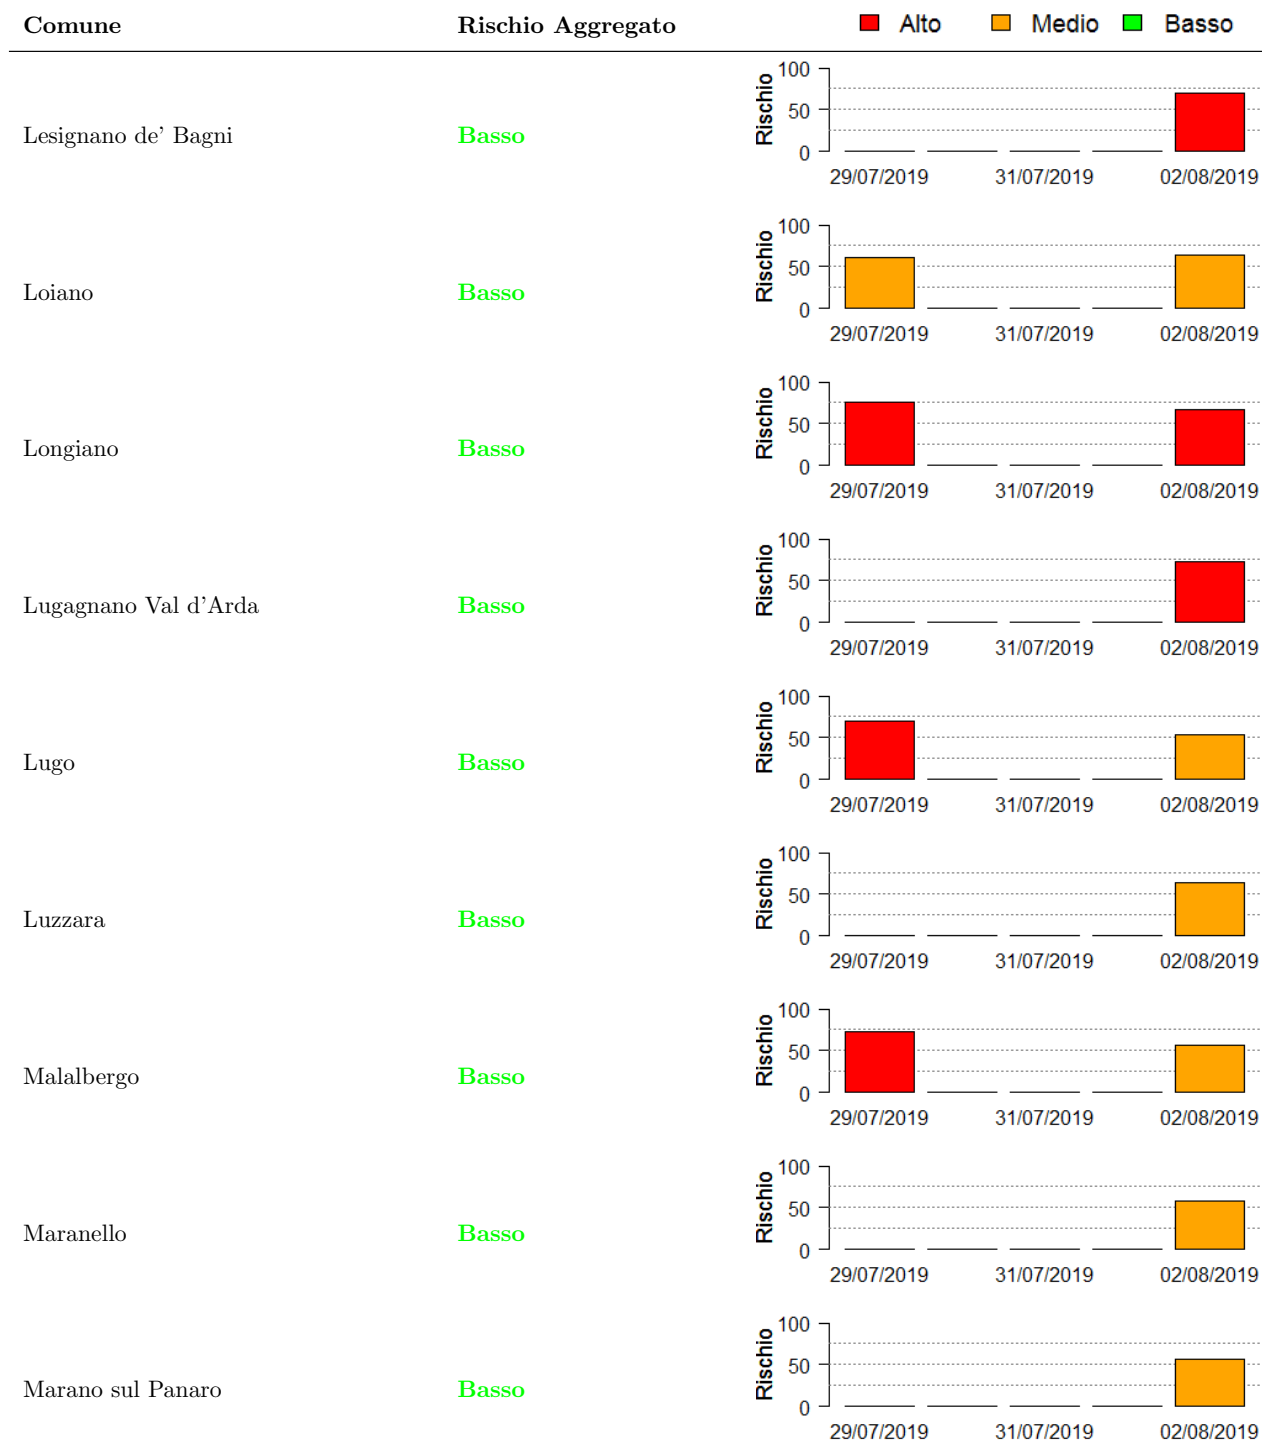 Comune Rischio Aggregato Alto Medio Basso
Lesignano de' Bagni Basso Rischio 100 50 0
29/07/2019 31/07/2019 02/08/2019
Loiano Basso Rischio 100 50 0
29/07/2019 31/07/2019 02/08/2019
Longiano Basso Rischio 100 50 0
29/07/2019 31/07/2019 02/08/2019
Lugagnano Val d'Arda Basso Rischio 100 50 0
29/07/2019 31/07/2019 02/08/2019
Lugo Basso Rischio 100 50 0
29/07/2019 31/07/2019 02/08/2019
Luzzara Basso Rischio 100 50 0
29/07/2019 31/07/2019 02/08/2019
Malalbergo Basso Rischio 100 50 0
29/07/2019 31/07/2019 02/08/2019
Maranello Basso Rischio 100 50 0
29/07/2019 31/07/2019 02/08/2019
Marano sul Panaro Basso Rischio 100 50 0
29/07/2019 31/07/2019 02/08/2019